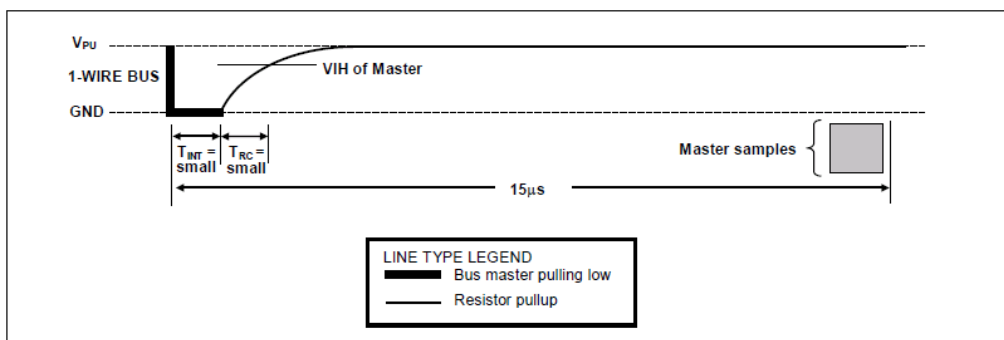 VPU
1-WIRE BUS
VIH of Master
GND
TINT =
small
TRC =
small
Master samples
15μs
LINE TYPE LEGEND
Bus master pulling low
Resistor pullup